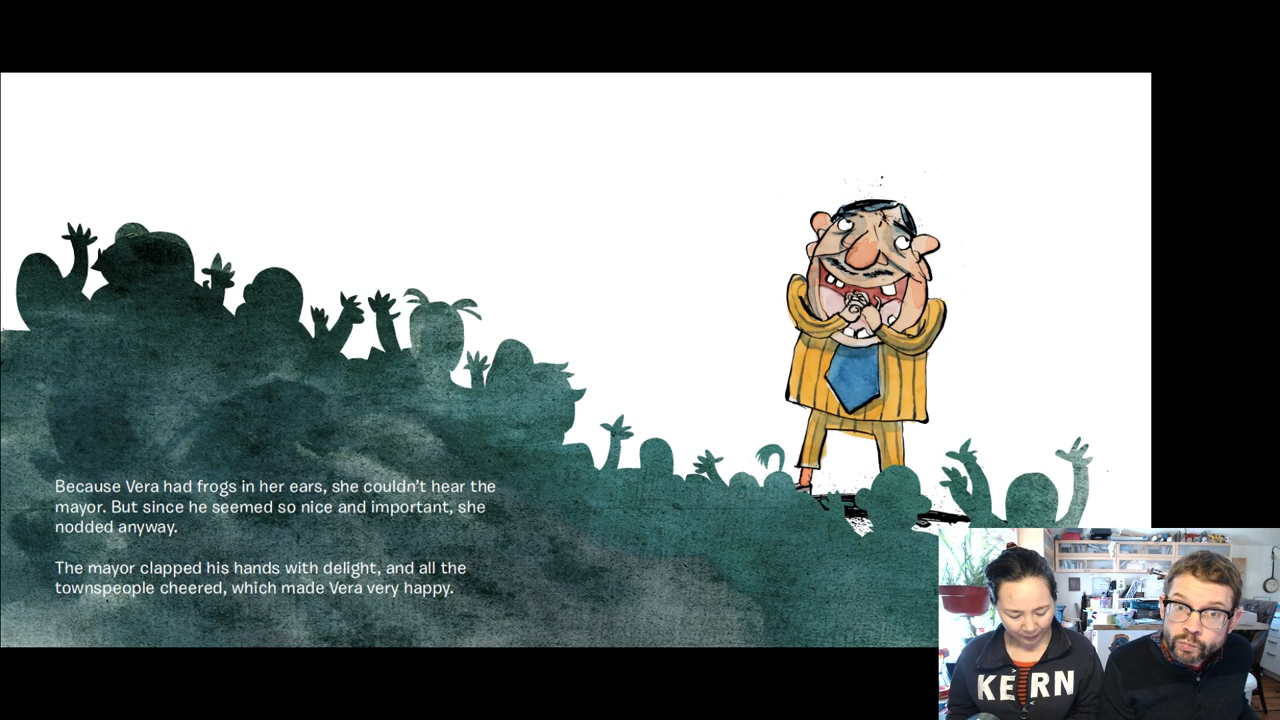 Because Vera had frogs in her ears, she couldn't hear the
mayor. But since he seemed so nice and important, she
nodded anyway.
The mayor clapped his hands with delight, and all the
townspeople cheered, which made Vera very happy.
KERN